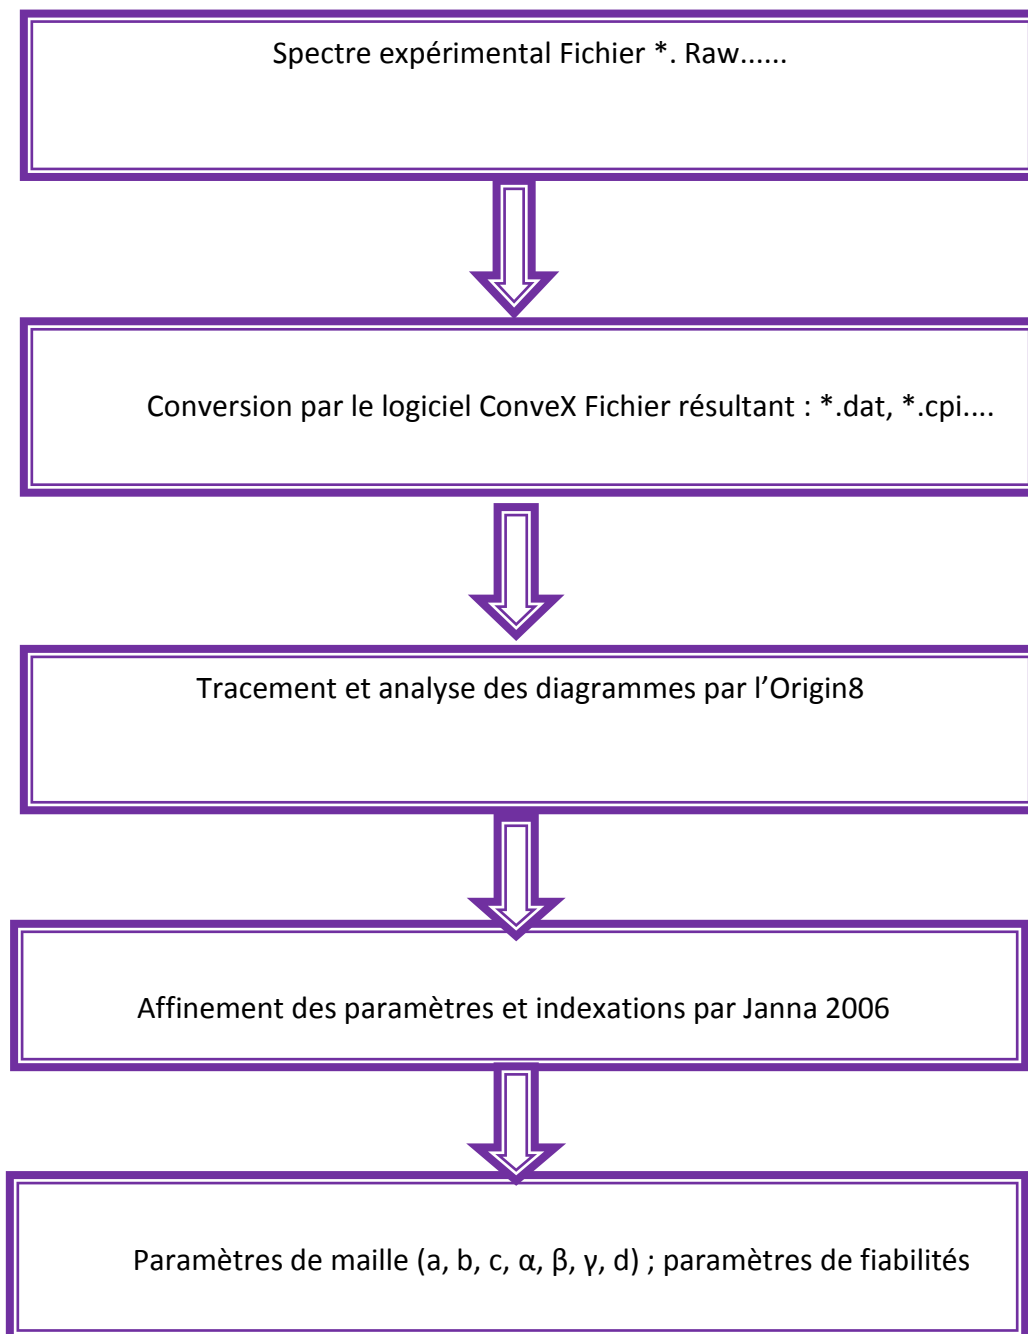 Spectre expérimental Fichier *. Raw......
Conversion par le logiciel ConveX Fichier résultant : *.dat, *.cpi....
Tracement et analyse des diagrammes par l’Origin8
Affinement des paramètres et indexations par Janna 2006
Paramètres de maille (a, b, c, α, β, γ, d) ; paramètres de fiabilités